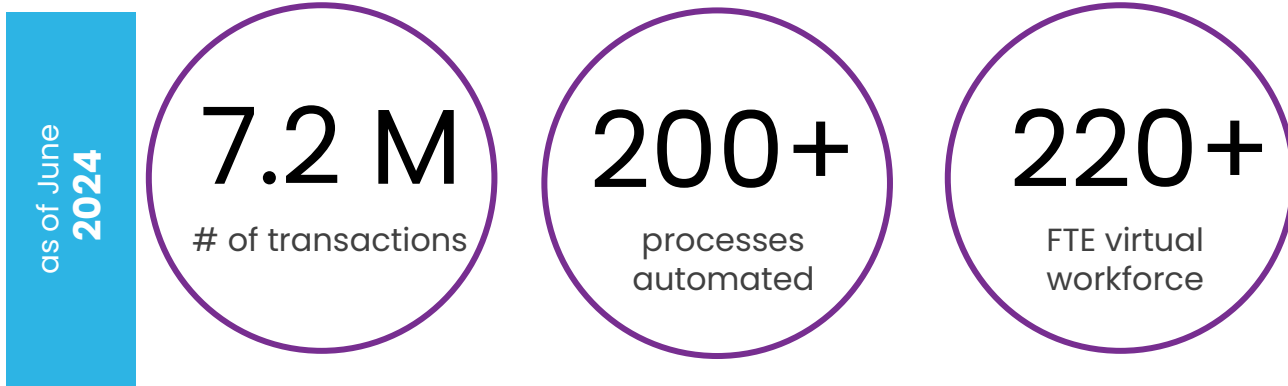 as of June
2024
7.2 M
# of transactions
200+
processes
automated
220+
FTE virtual
workforce